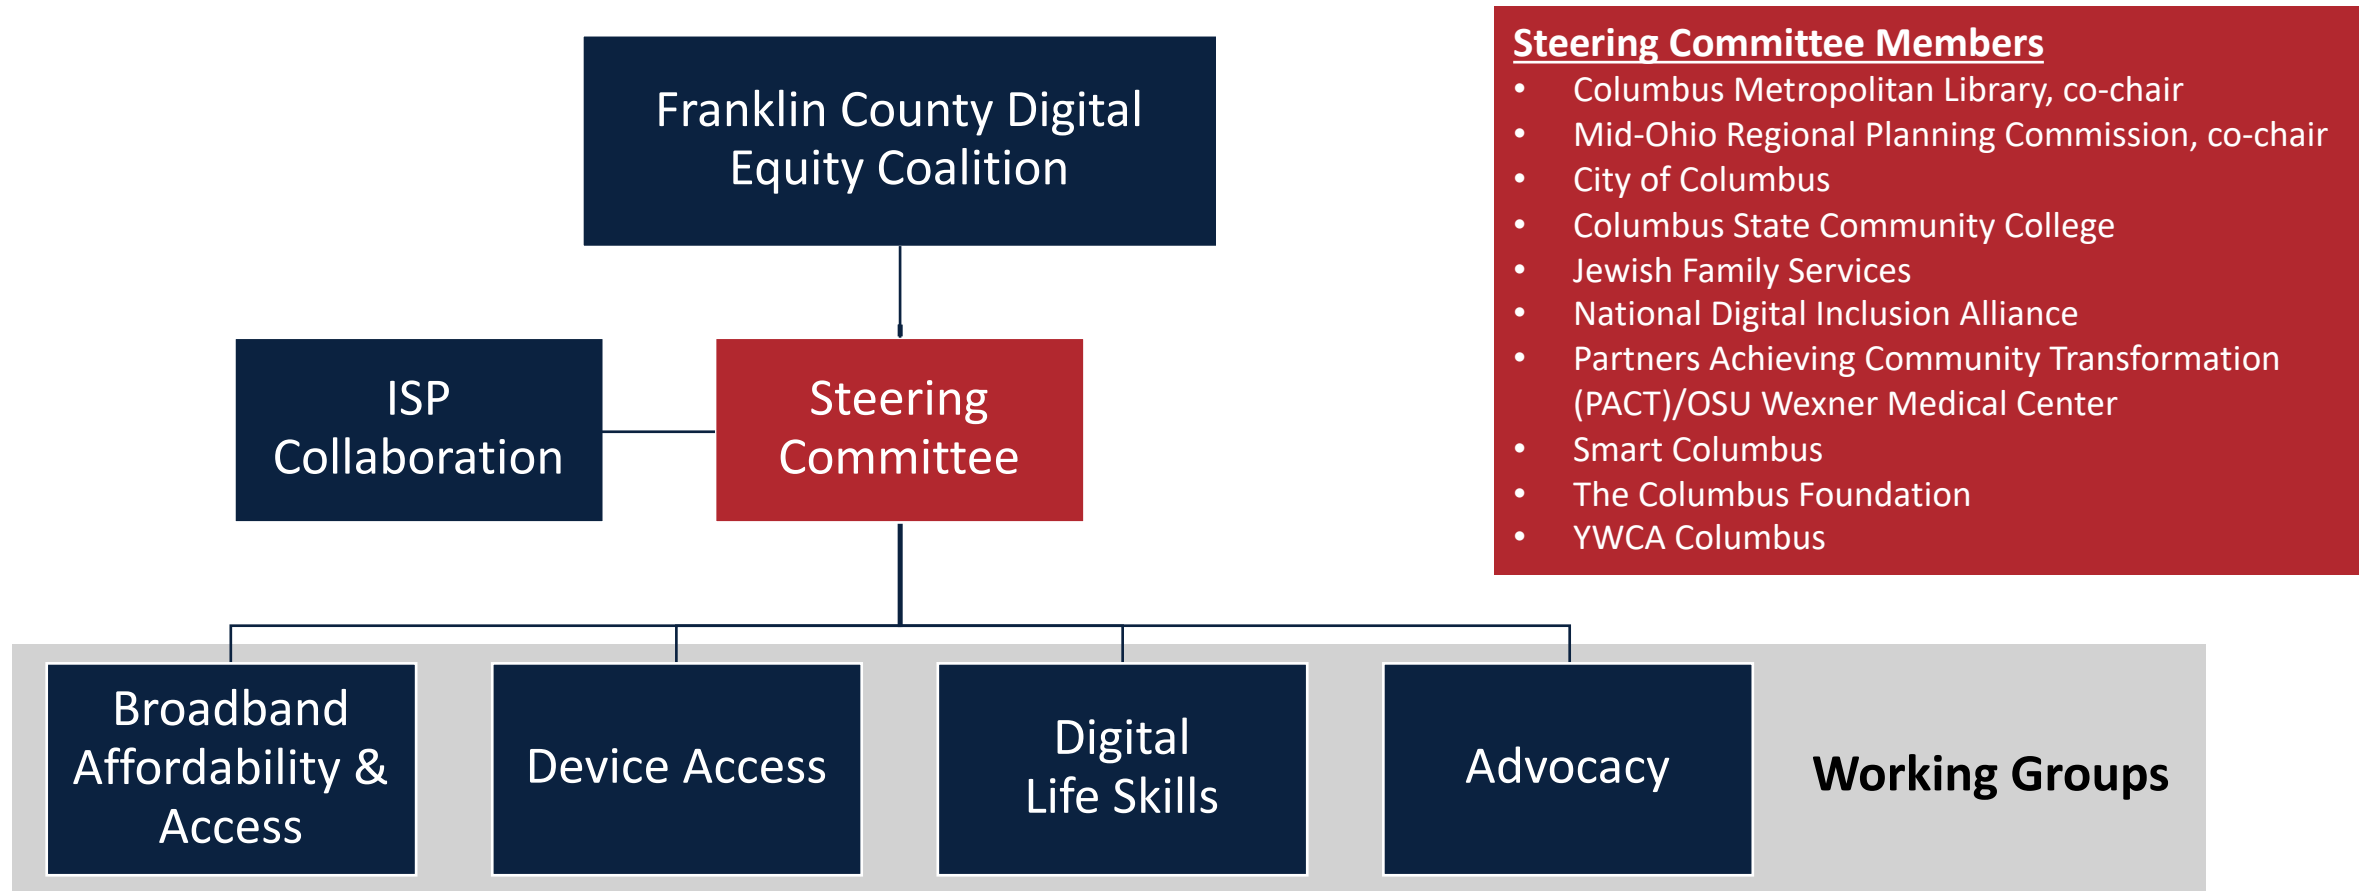 Franklin County Digital
Equity Coalition
Steering Committee Members
• Columbus Metropolitan Library, co-chair
• Mid-Ohio Regional Planning Commission, co-chair
• City of Columbus
• Columbus State Community College
• Jewish Family Services
• National Digital Inclusion Alliance
• Partners Achieving Community Transformation
(PACT)/OSU Wexner Medical Center
• Smart Columbus
• The Columbus Foundation
• YWCA Columbus
ISP
Collaboration
Steering
Committee
Broadband
Affordability &
Access
Device Access
Digital
Life Skills
Advocacy
Working Groups